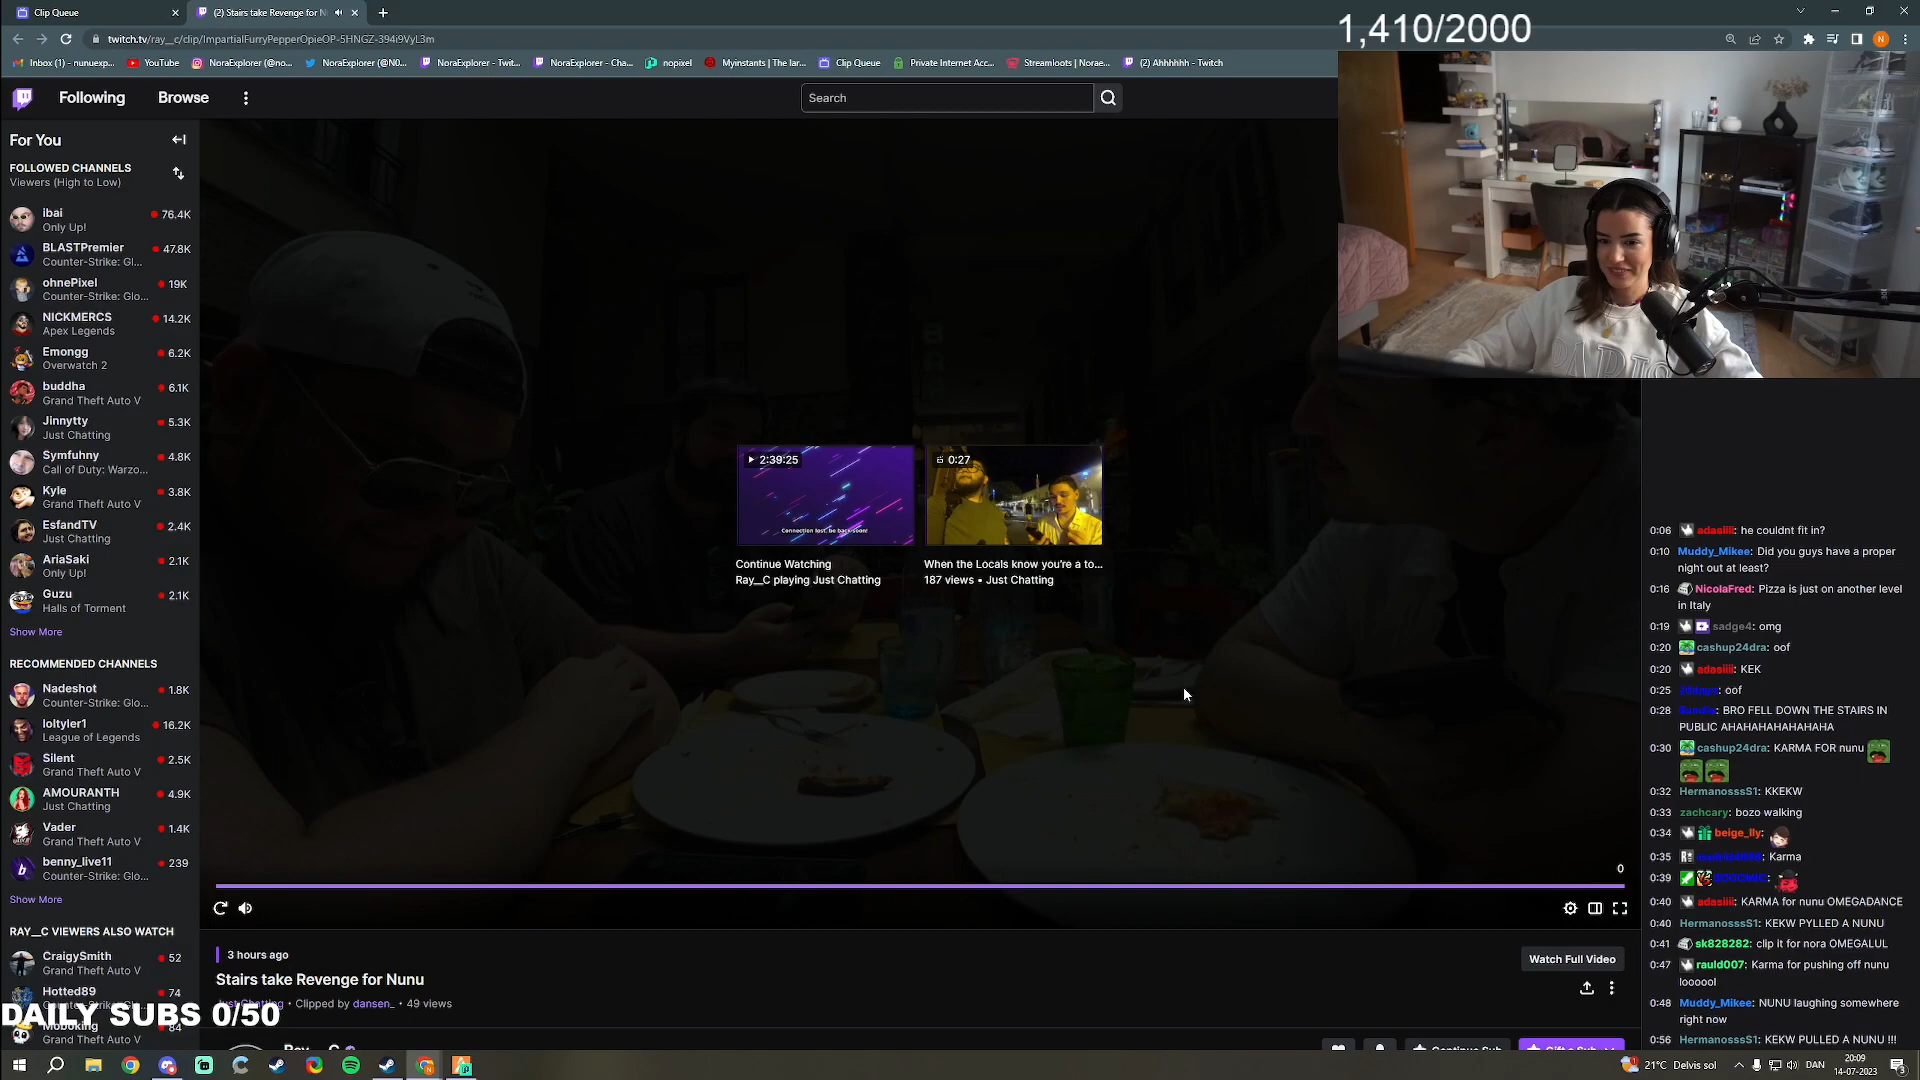 Clip Queue
(2) Stairs take Revenge for N
1,410/2000
twitch.tv/ray__c/clip/ImpartialFurryPepperOpieOP-5HNGZ-394i9VyL3m
Inbox (1) - nunuexp...
YouTube
NoraExplorer (@no...
NoraExplorer (@N0...
NoraExplorer - Twit...
NoraExplorer - Cha...
nopixel
Myinstants | The lar...
Clip Queue
Private Internet Acc...
Streamloots | Norae...
(2) Ahhhhhh - Twitch
Following
Browse
Search
For You
FOLLOWED CHANNELS
Viewers (High to Low)
ibai 76.4K
Only Up!
BLASTPremier 47.8K
Counter-Strike: Gl...
ohnePixel 19K
Counter-Strike: Glo...
NICKMERCS 14.2K
Apex Legends
Emongg 6.2K
Overwatch 2
buddha 6.1K
Grand Theft Auto V
Jinnytty 5.3K
Just Chatting
Symfuhny 4.8K
Call of Duty: Warzo...
Kyle 3.8K
Grand Theft Auto V
EsfandTV 2.4K
Just Chatting
AriaSaki 2.1K
Only Up!
Guzu 2.1K
Halls of Torment
Show More
RECOMMENDED CHANNELS
Nadeshot 1.8K
Counter-Strike: Glo...
loltyler1 16.2K
League of Legends
Silent 2.5K
Grand Theft Auto V
AMOURANTH 4.9K
Just Chatting
Vader 1.4K
Grand Theft Auto V
benny_live11 239
Counter-Strike: Glo...
Show More
RAY__C VIEWERS ALSO WATCH
CraigySmith 52
Grand Theft Auto V
Hotted89 74
DAILY SUBS 0/50
Moboking 84
Grand Theft Auto V
2:39:25
Connection lost, be back soon!
Continue Watching
Ray__C playing Just Chatting
0:27
When the Locals know you're a to...
187 views • Just Chatting
0
3 hours ago
Stairs take Revenge for Nunu
Just Chatting • Clipped by dansen_ • 49 views
Watch Full Video
Continue Sub
Gift a Sub
PARIS
0:06 adasiiii: he couldnt fit in?
0:10 Muddy_Mikee: Did you guys have a proper
night out at least?
0:16 NicolaFred: Pizza is just on another level
in Italy
0:19 sadge4: omg
0:20 cashup24dra: oof
0:20 adasiiii: KEK
0:25 : oof
0:28 : BRO FELL DOWN THE STAIRS IN
PUBLIC AHAHAHAHAHAHA
0:30 cashup24dra: KARMA FOR nunu
0:32 HermanosssS1: KKEKW
0:33 zachcary: bozo walking
0:34 beige_lly:
0:35 : Karma
0:39 :
0:40 adasiiii: KARMA for nunu OMEGADANCE
0:40 HermanosssS1: KEKW PYLLED A NUNU
0:41 sk828282: clip it for nora OMEGALUL
0:47 rauld007: Karma for pushing off nunu
loooool
0:48 Muddy_Mikee: NUNU laughing somewhere
right now
0:56 HermanosssS1: KEKW PULLED A NUNU !!!
21°C Delvis sol
DAN
20:09
14-07-2023